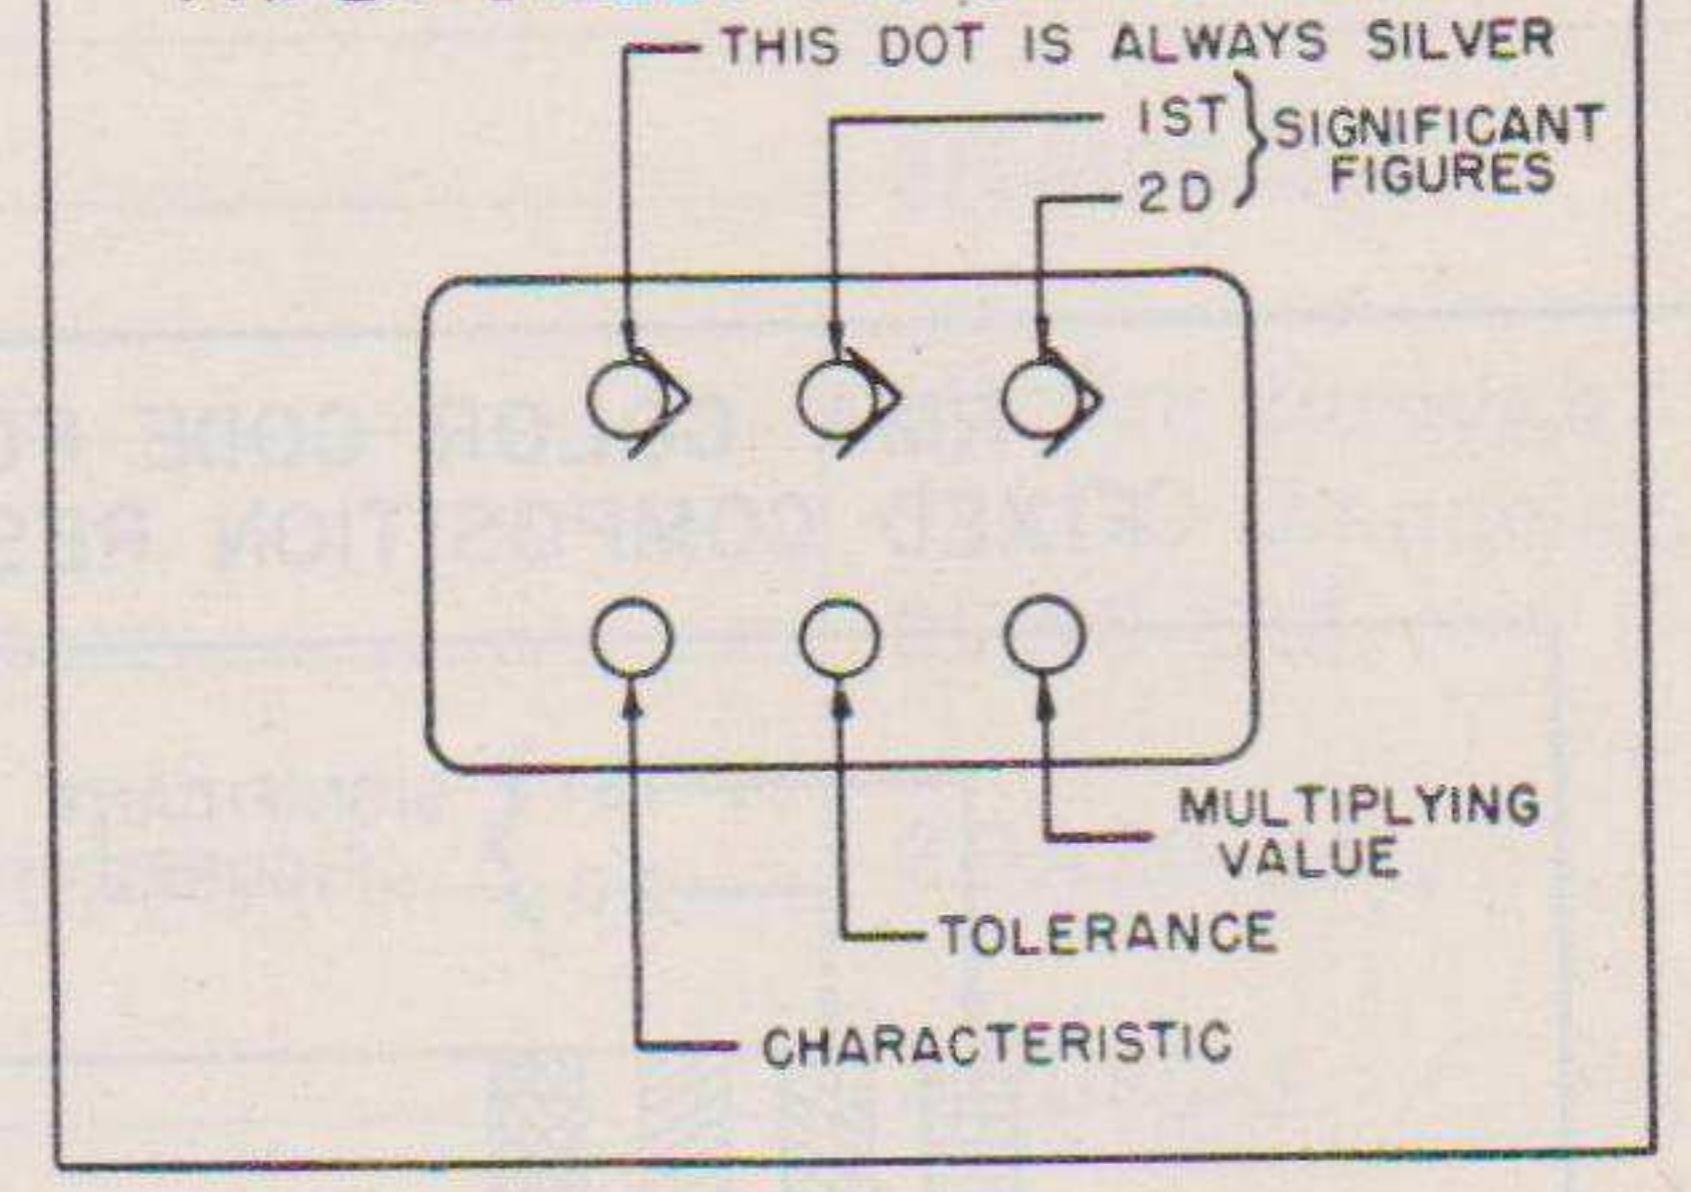 THIS DOT IS ALWAYS SILVER
1ST
SIGNIFICANT
FIGURES
2D
MULTIPLYING
VALUE
TOLERANCE
CHARACTERISTIC